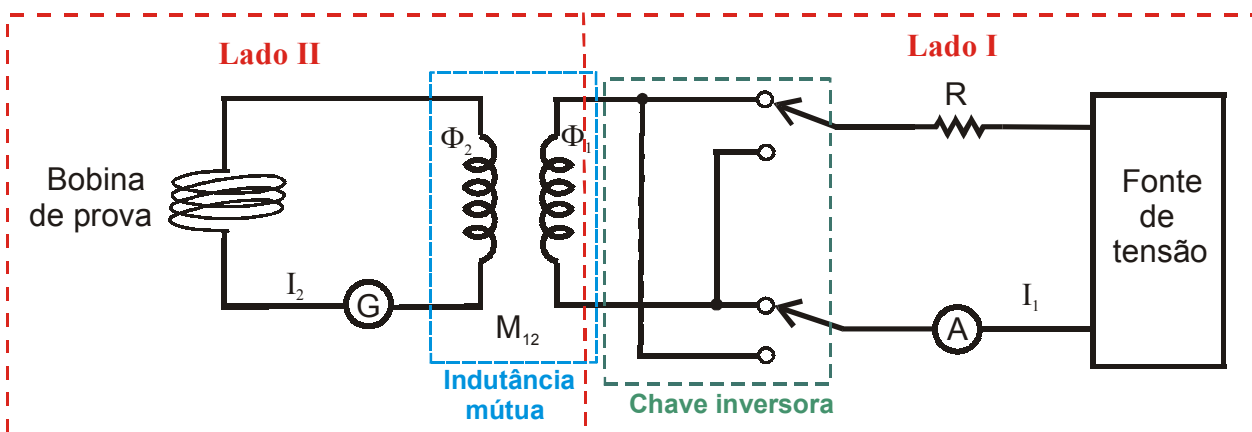 Lado II
Lado I
R
Φ₂
Φ₁
Bobina
de prova
Fonte
de
tensão
I₂
G
M₁₂
A
I₁
Indutância
mútua
Chave inversora